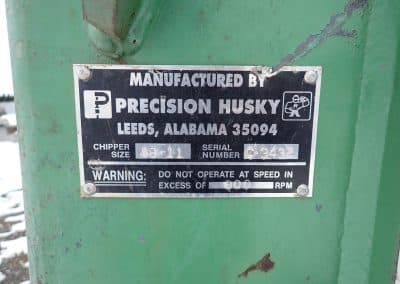 MANUFACTURED BY
PRECISION HUSKY
LEEDS, ALABAMA 35094
CHIPPER SIZE SERIAL NUMBER
WARNING: DO NOT OPERATE AT SPEED IN
EXCESS OF RPM